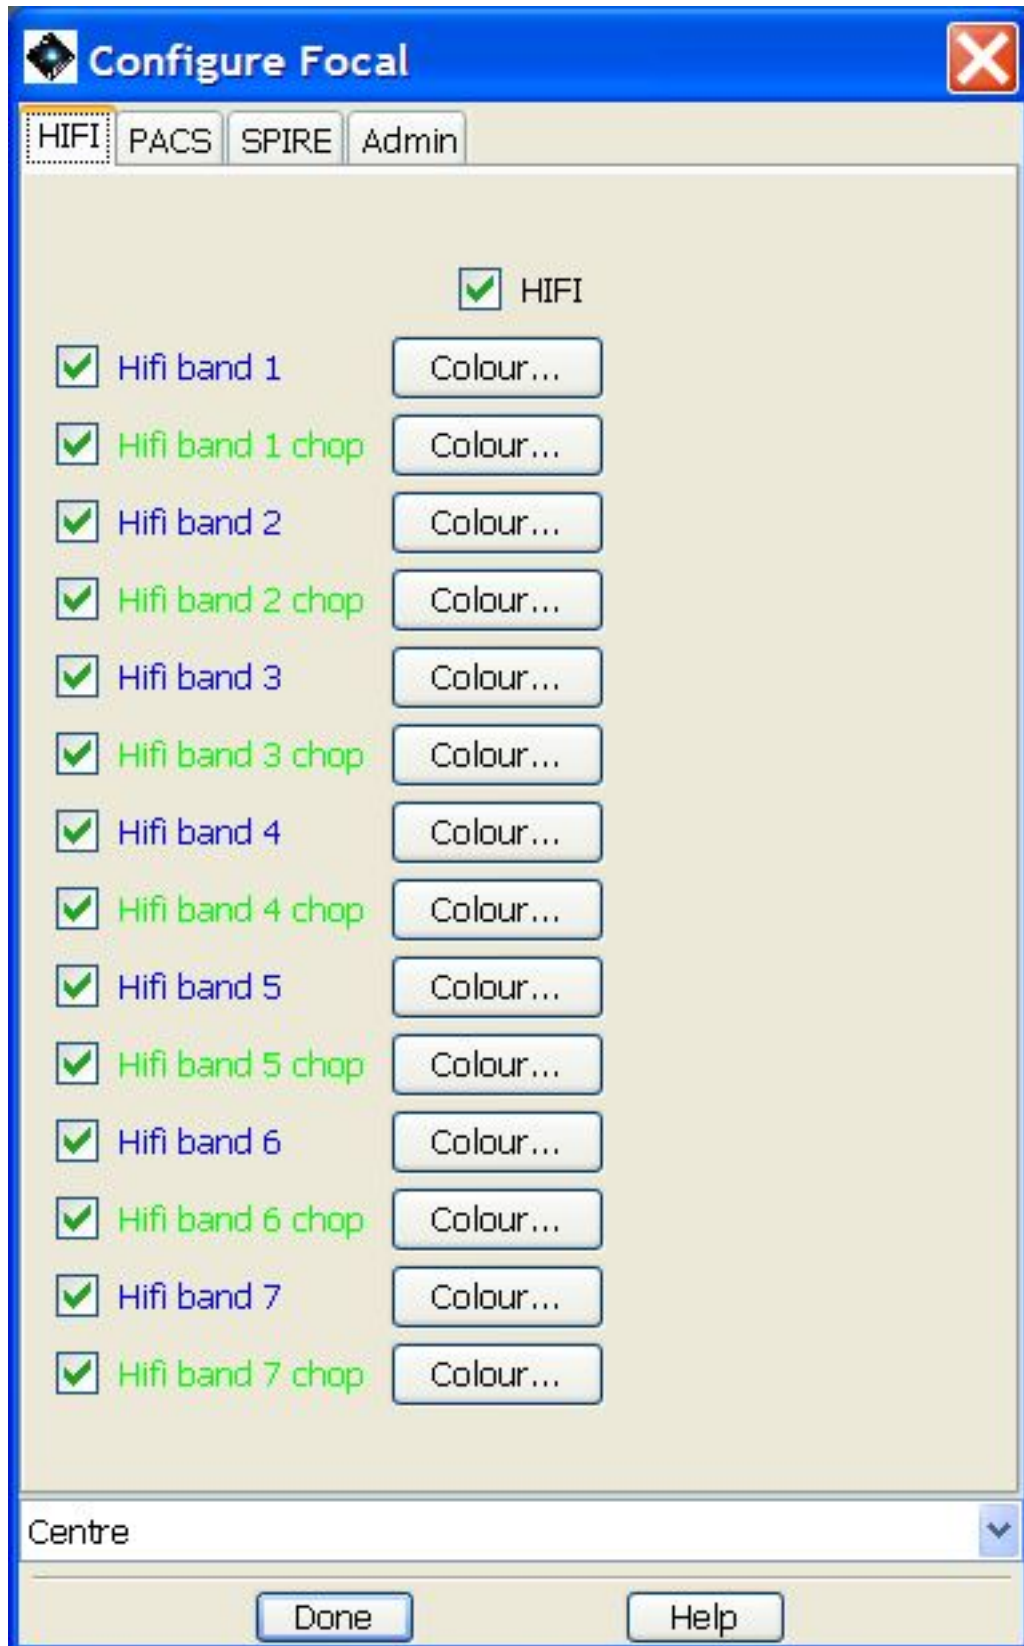 Configure Focal
HIFI PACS SPIRE Admin
HIFI
Hifi band 1 Colour...
Hifi band 1 chop Colour...
Hifi band 2 Colour...
Hifi band 2 chop Colour...
Hifi band 3 Colour...
Hifi band 3 chop Colour...
Hifi band 4 Colour...
Hifi band 4 chop Colour...
Hifi band 5 Colour...
Hifi band 5 chop Colour...
Hifi band 6 Colour...
Hifi band 6 chop Colour...
Hifi band 7 Colour...
Hifi band 7 chop Colour...
Centre
Done Help